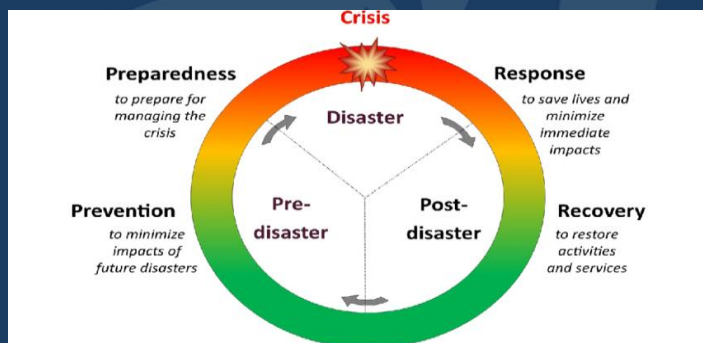 Crisis
Preparedness
to prepare for
managing the
crisis
Response
to save lives and
minimize
immediate
impacts
Disaster
Prevention
to minimize
impacts of
future disasters
Pre-
disaster
Post-
disaster
Recovery
to restore
activities
and services